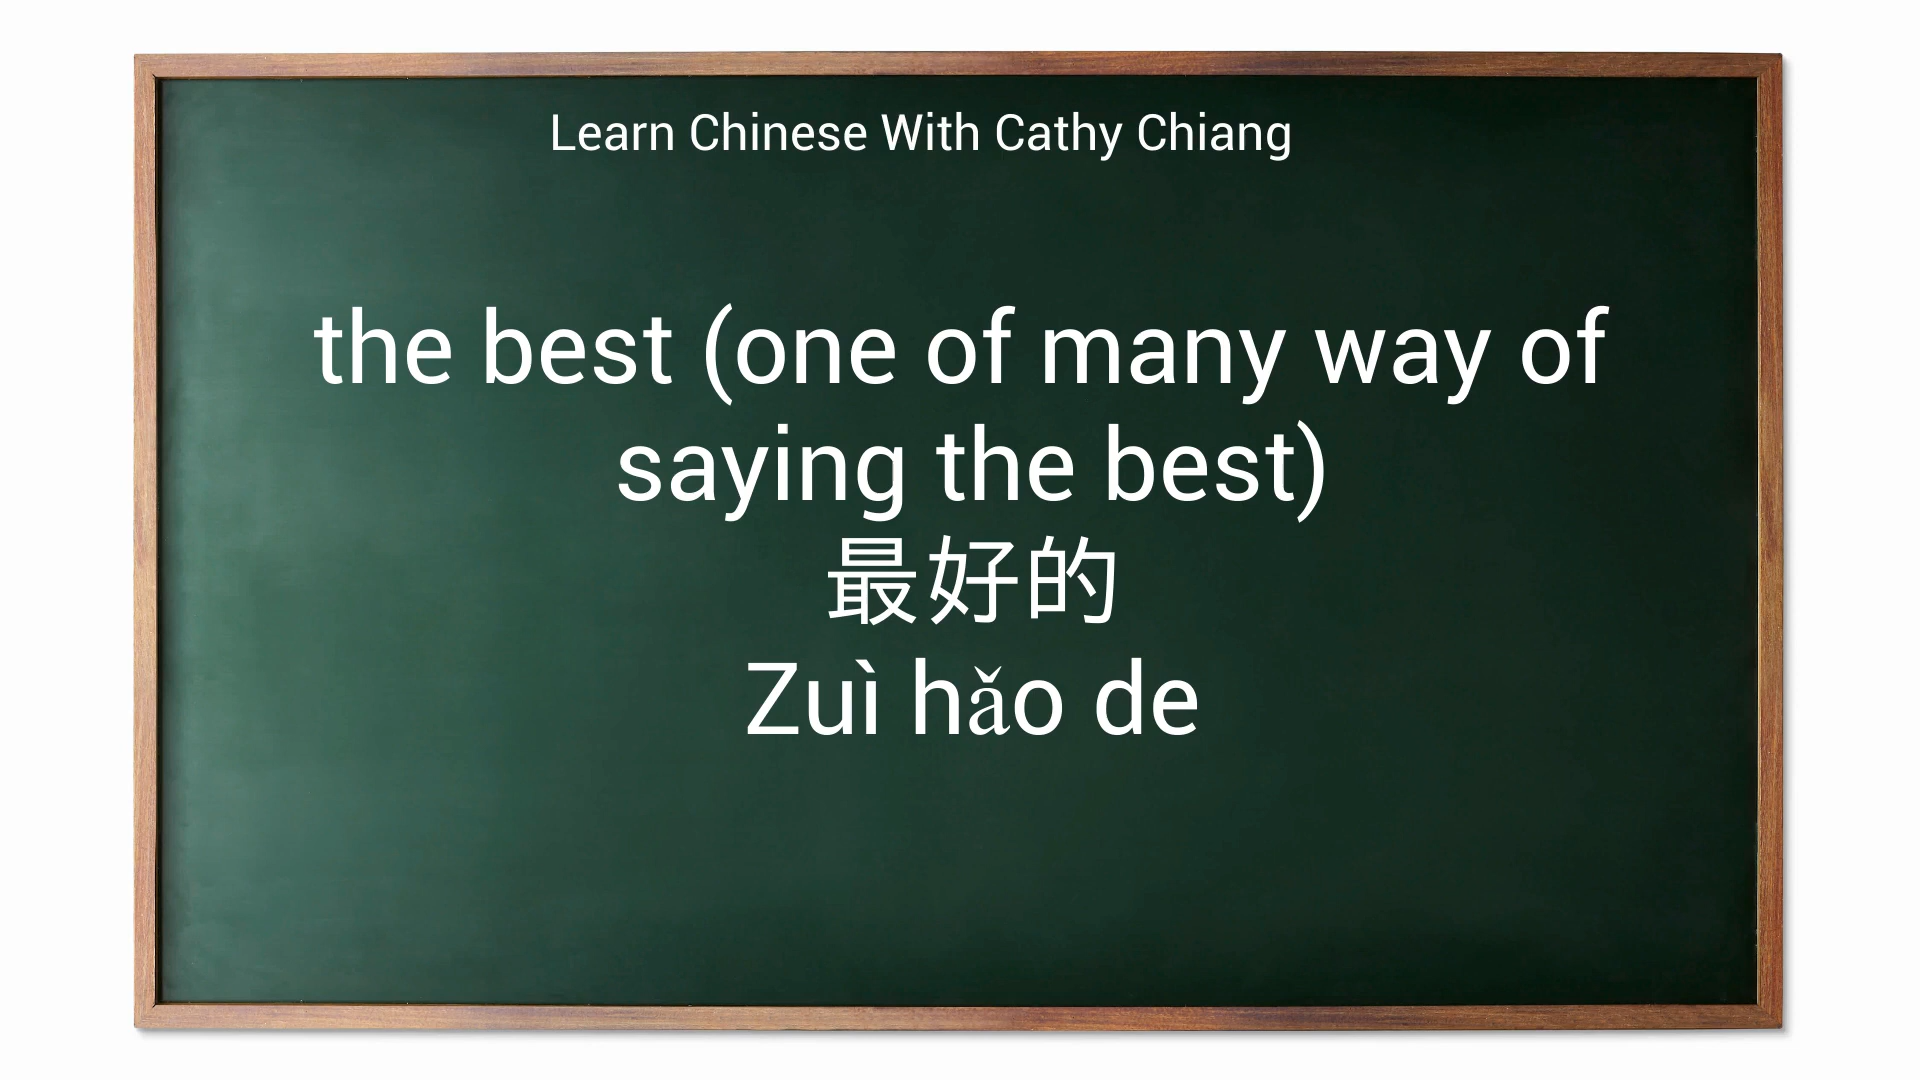 Learn Chinese With Cathy Chiang
the best (one of many way of
saying the best)
最好的
Zuì hǎo de